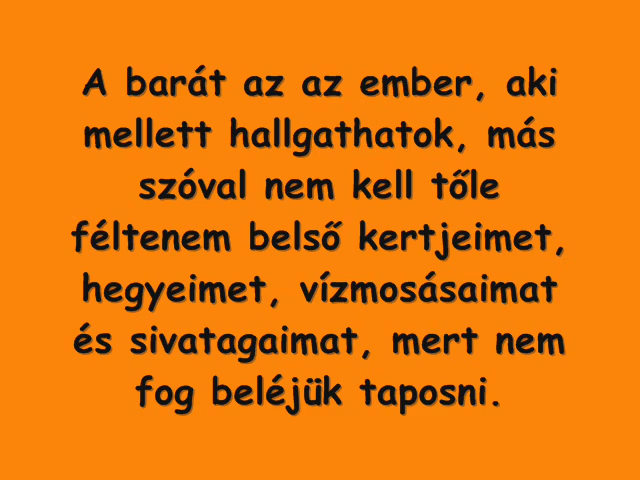 A barát az az ember, aki
mellett hallgathatok, más
szóval nem kell tőle
féltenem belső kertjeimet,
hegyeimet, vízmosásaimat
és sivatagaimat, mert nem
fog beléjük taposni.